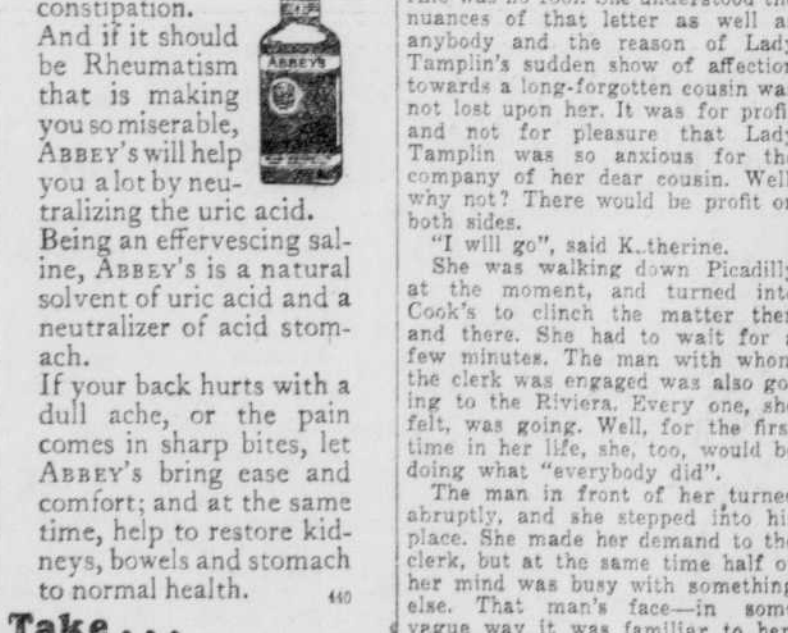 constipation.
And if it should
be Rheumatism
that is making
you so miserable,
ABBEY'S will help
you a lot by neu-
tralizing the uric acid.
Being an effervescing sal-
ine, ABBEY'S is a natural
solvent of uric acid and a
neutralizer of acid stom-
ach.
If your back hurts with a
dull ache, or the pain
comes in sharp bites, let
ABBEY'S bring ease and
comfort; and at the same
time, help to restore kid-
neys, bowels and stomach
to normal health. 440
Take...
ABBEY'S
was no She understood
nuances of that letter as well a
anybody and the reason of Lady
Tamplin's sudden show of affection
towards a long-forgotten cousin wa
not lost upon her. It was for profi
and not for pleasure that Lady
Tamplin was so anxious for the
company of her dear cousin. Well
why not? There would be profit on
both sides.
"I will go", said K..therine.
She was walking down Picadilly
at the moment, and turned into
Cook's to clinch the matter then
and there. She had to wait for a
few minutes. The man with whom
the clerk was engaged was also go-
ing to the Riviera. Every one, she
felt, was going. Well, for the first
time in her life, she, too, would be
doing what "everybody did".
The man in front of her turned
abruptly, and she stepped into hi
place. She made her demand to the
clerk, but at the same time half o
her mind was busy with something
else. That man's face—in some
vague way it was familiar to her